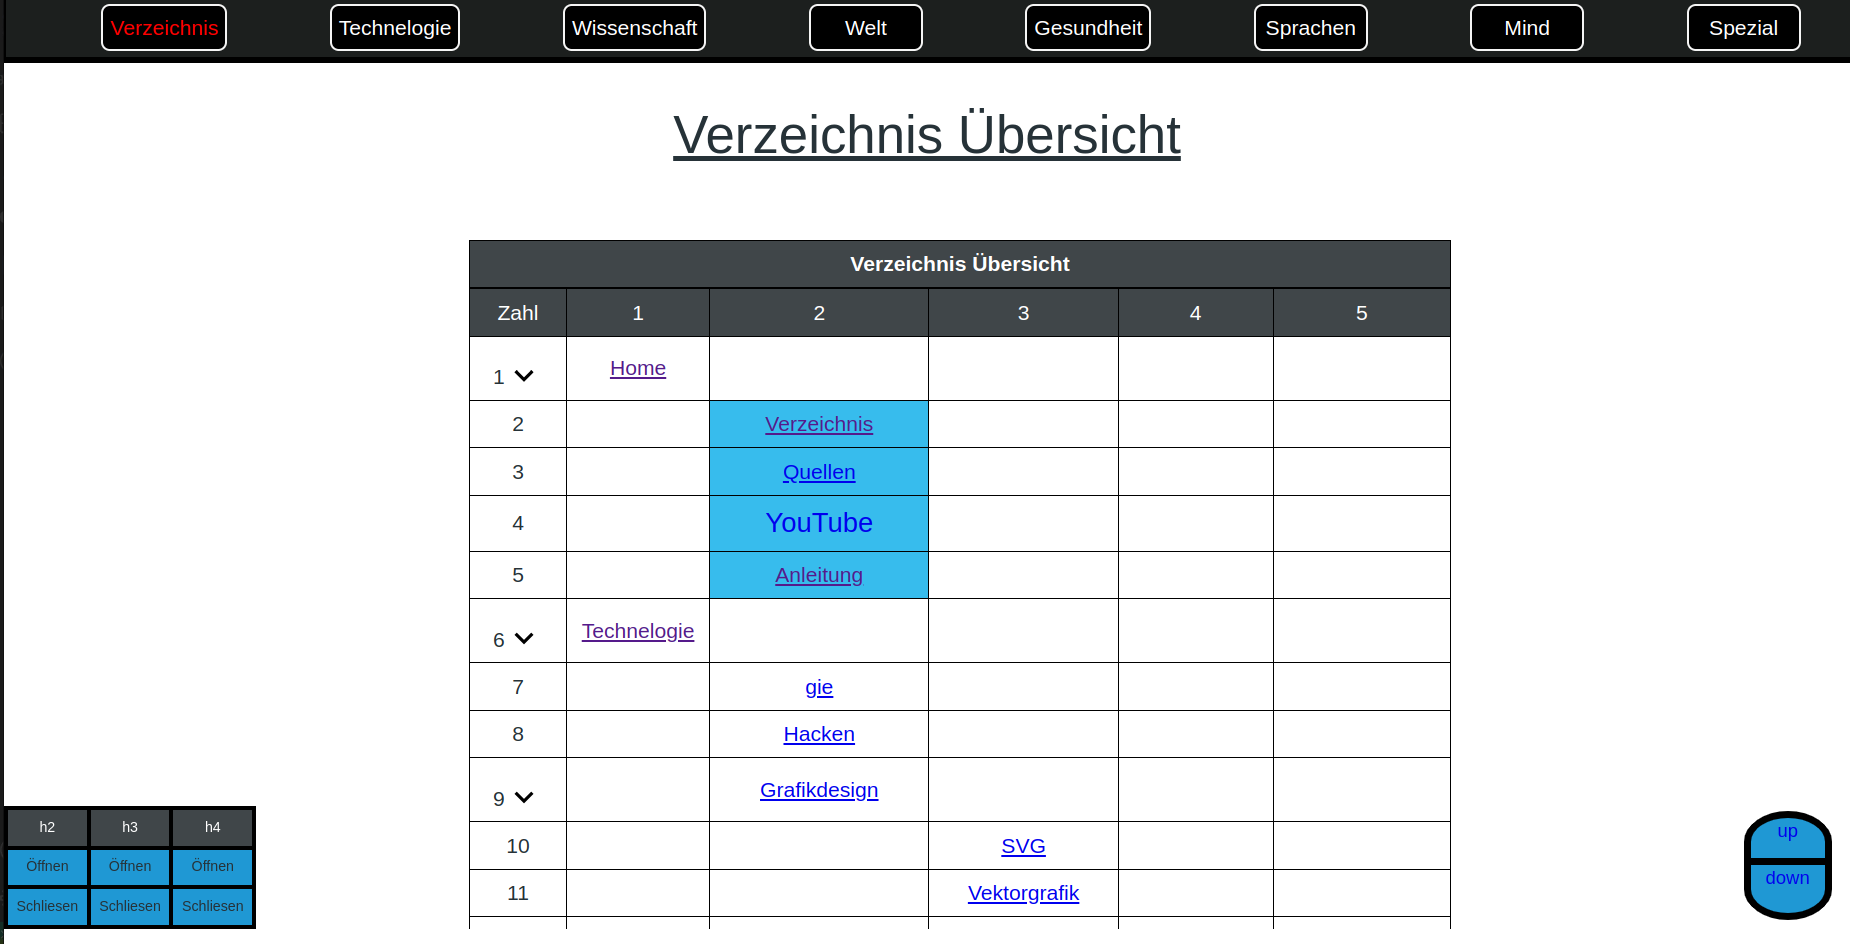 Verzeichnis Technelogie Wissenschaft Welt Gesundheit Sprachen Mind Spezial
Verzeichnis Übersicht
Verzeichnis Übersicht
Zahl 1 2 3 4 5
1 Home
2 Verzeichnis
3 Quellen
4 YouTube
5 Anleitung
6 Technelogie
7 gie
8 Hacken
9 Grafikdesign
10 SVG
11 Vektorgrafik
h2 h3 h4
Öffnen Öffnen Öffnen
Schliesen Schliesen Schliesen
up
down